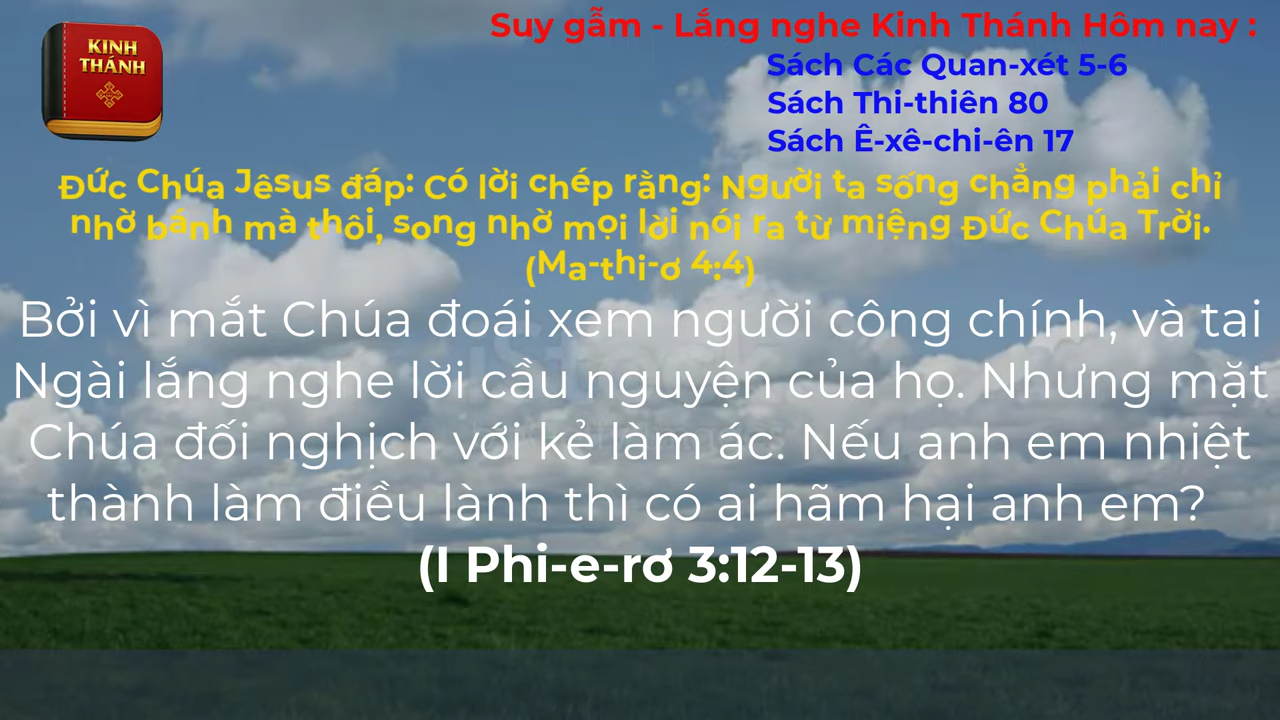 KINH
THÁNH
Suy gẫm - Lắng nghe Kinh Thánh Hôm nay :
Sách Các Quan-xét 5-6
Sách Thi-thiên 80
Sách Ê-xê-chi-ên 17
Đức Chúa Jêsus đáp: Có lời chép rằng: Người ta sống chẳng phải chỉ
nhờ bánh mà thôi, song nhờ mọi lời nói ra từ miệng Đức Chúa Trời.
(Ma-thi-ơ 4:4)
Bởi vì mắt Chúa đoái xem người công chính, và tai
Ngài lắng nghe lời cầu nguyện của họ. Nhưng mặt
Chúa đối nghịch với kẻ làm ác. Nếu anh em nhiệt
thành làm điều lành thì có ai hãm hại anh em?
(I Phi-e-rơ 3:12-13)